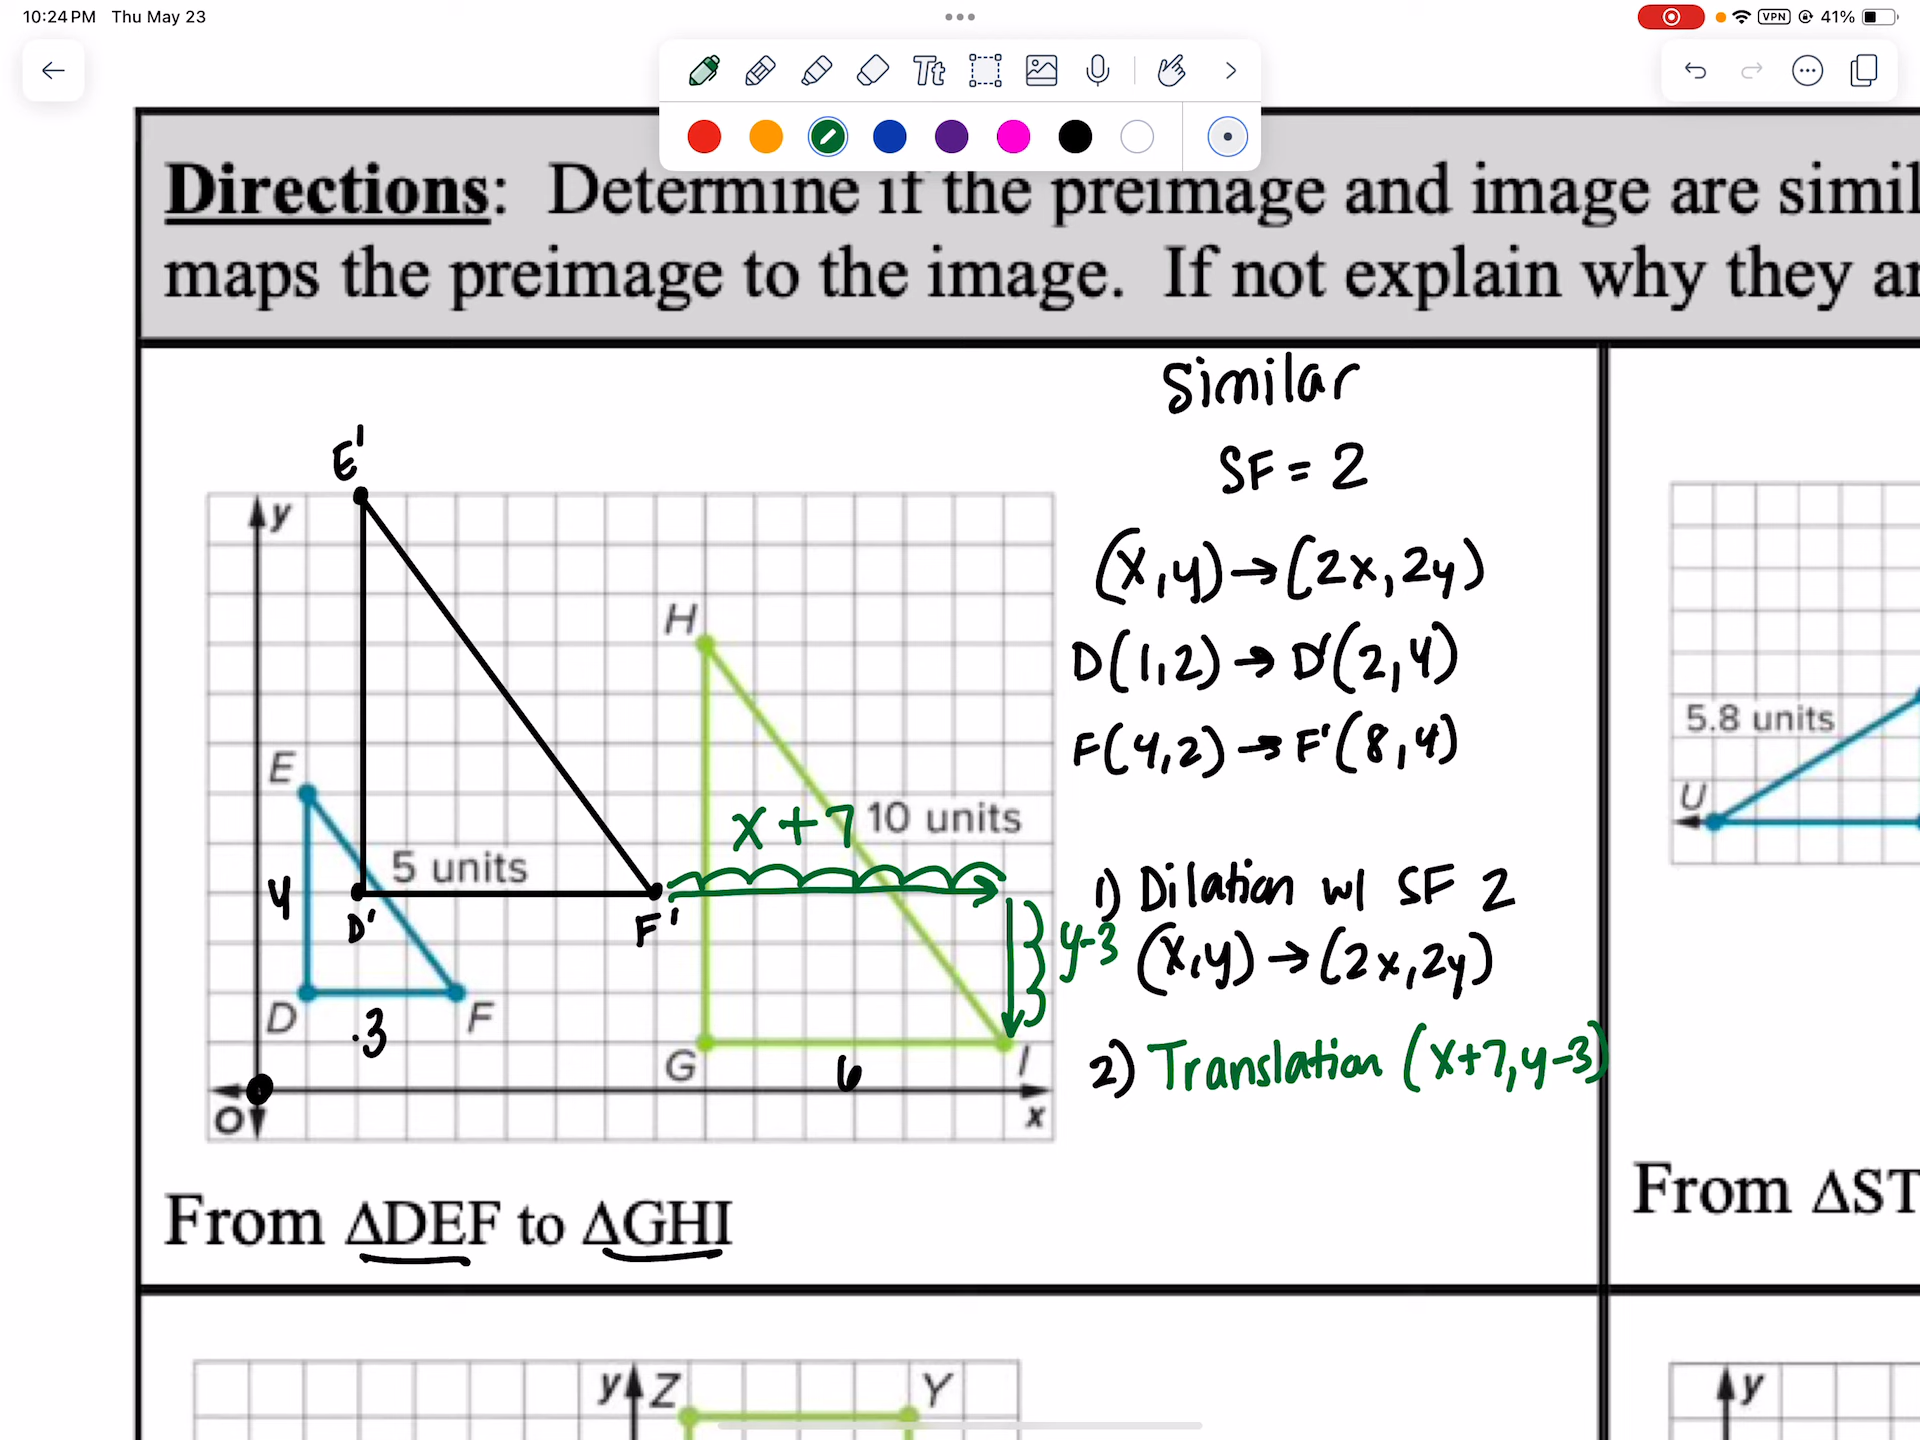 10:24 PM Thu May 23
VPN 41%
Tt
Directions: Determine if the preimage and image are simil
maps the preimage to the image. If not explain why they ar
Similar
SF = 2
(x,y)→(2x,2y)
D(1,2)→D'(2,4)
F(4,2)→F'(8,4)
1) Dilation w/ SF 2
(x,y)→(2x,2y)
2) Translation (x+7,y-3)
E'
y
H
E
x+7
10 units
5 units
4
D'
F'
y-3
D
.3
F
G
6
I
O
x
From ΔDEF to ΔGHI
5.8 units
U
From ΔST
y
Z
Y
y